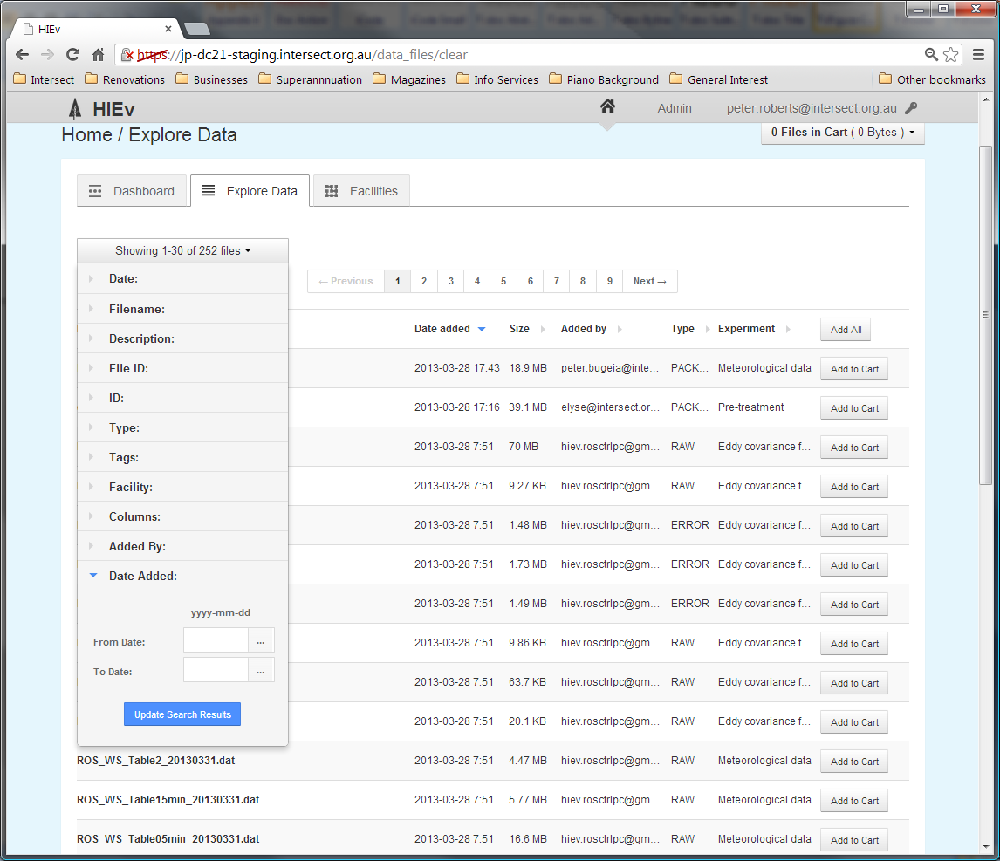 HIEv
https://jp-dc21-staging.intersect.org.au/data_files/clear
Intersect Renovations Businesses Superannnuation Magazines Info Services Piano Background General Interest Other bookmarks
HIEv Admin peter.roberts@intersect.org.au
Home / Explore Data 0 Files in Cart ( 0 Bytes )
Dashboard Explore Data Facilities
Showing 1-30 of 252 files
Date:
Filename:
Description:
File ID:
ID:
Type:
Tags:
Facility:
Columns:
Added By:
Date Added:
yyyy-mm-dd
From Date: ...
To Date: ...
Update Search Results
← Previous 1 2 3 4 5 6 7 8 9 Next →
Date added Size Added by Type Experiment Add All
2013-03-28 17:43 18.9 MB peter.bugeia@inte... PACK... Meteorological data Add to Cart
2013-03-28 17:16 39.1 MB elyse@intersect.or... PACK... Pre-treatment Add to Cart
2013-03-28 7:51 70 MB hiev.rosctrlpc@gm... RAW Eddy covariance f... Add to Cart
2013-03-28 7:51 9.27 KB hiev.rosctrlpc@gm... RAW Eddy covariance f... Add to Cart
2013-03-28 7:51 1.48 MB hiev.rosctrlpc@gm... ERROR Eddy covariance f... Add to Cart
2013-03-28 7:51 1.73 MB hiev.rosctrlpc@gm... ERROR Eddy covariance f... Add to Cart
2013-03-28 7:51 1.49 MB hiev.rosctrlpc@gm... ERROR Eddy covariance f... Add to Cart
2013-03-28 7:51 9.86 KB hiev.rosctrlpc@gm... RAW Eddy covariance f... Add to Cart
2013-03-28 7:51 63.7 KB hiev.rosctrlpc@gm... RAW Eddy covariance f... Add to Cart
2013-03-28 7:51 20.1 KB hiev.rosctrlpc@gm... RAW Eddy covariance f... Add to Cart
ROS_WS_Table2_20130331.dat 2013-03-28 7:51 4.47 MB hiev.rosctrlpc@gm... RAW Meteorological data Add to Cart
ROS_WS_Table15min_20130331.dat 2013-03-28 7:51 5.77 MB hiev.rosctrlpc@gm... RAW Meteorological data Add to Cart
ROS_WS_Table05min_20130331.dat 2013-03-28 7:51 16.6 MB hiev.rosctrlpc@gm... RAW Meteorological data Add to Cart